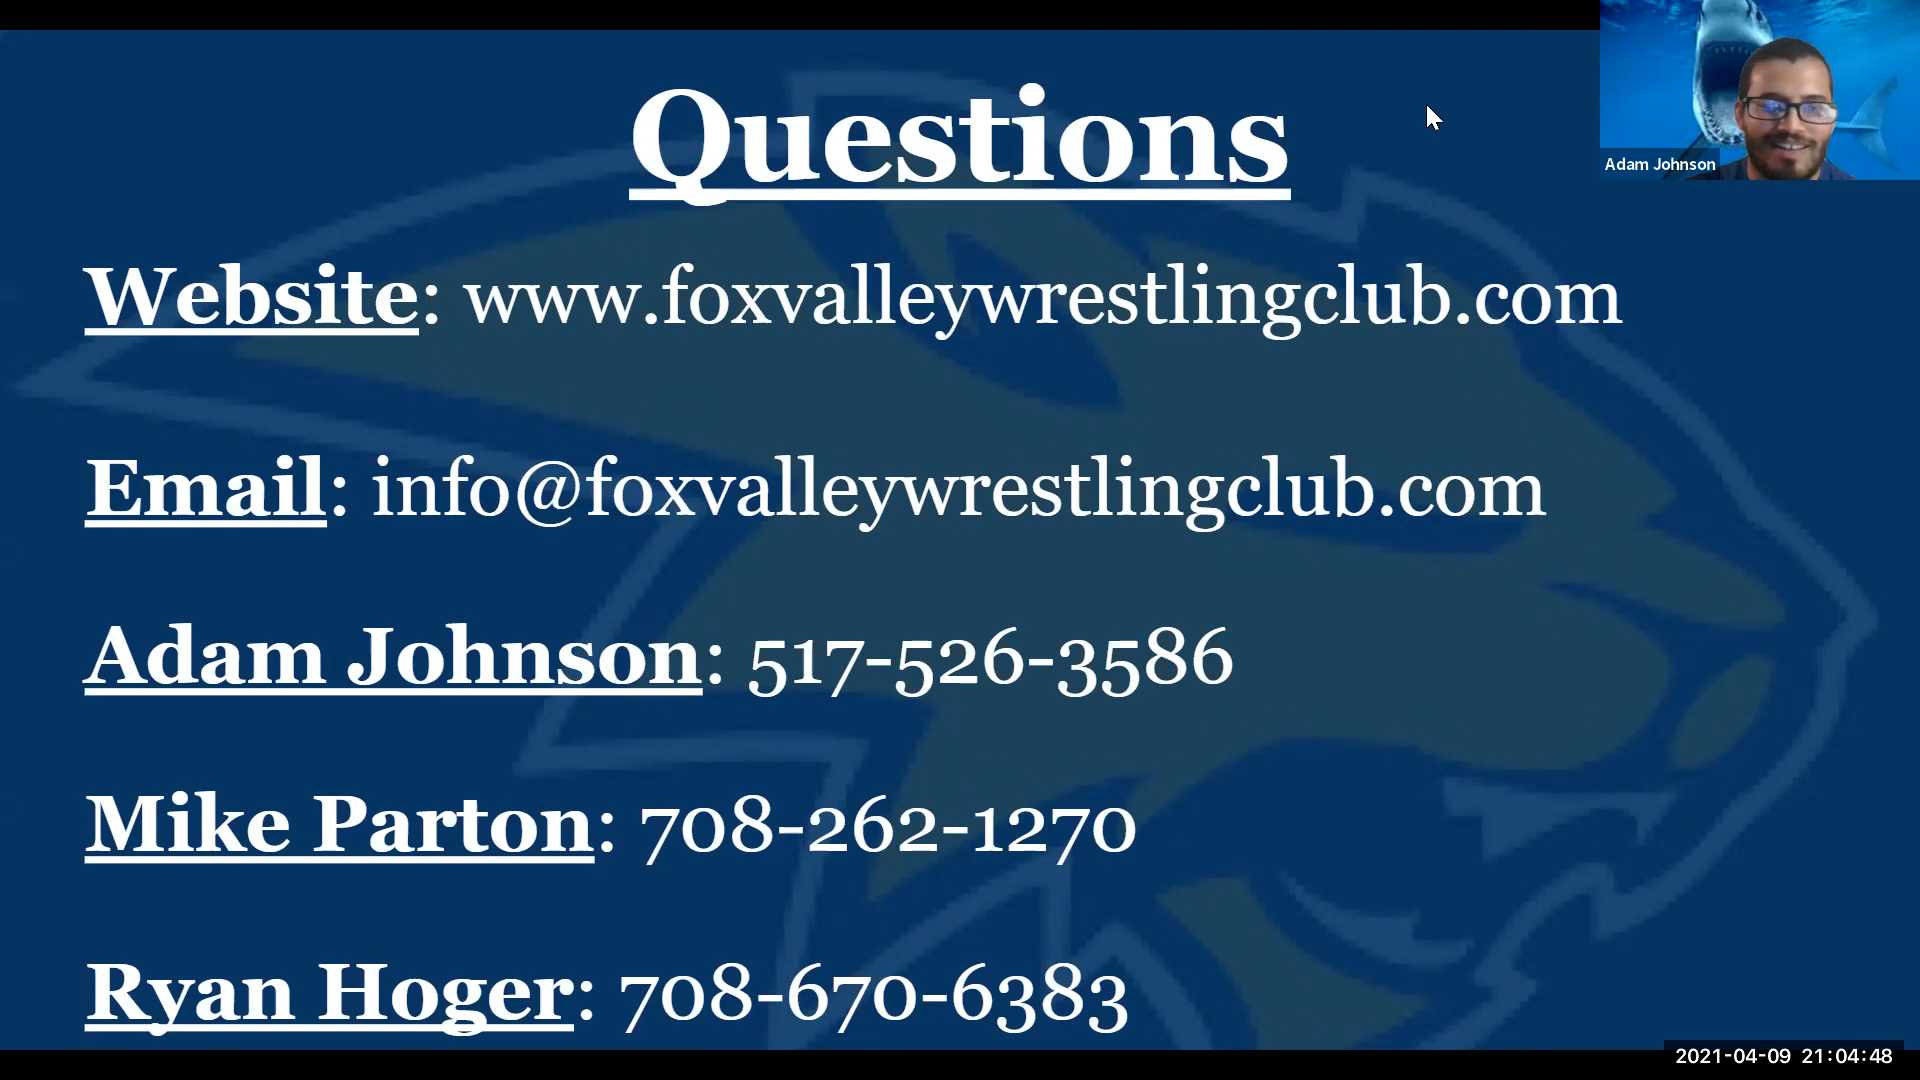 Questions
Adam Johnson
Website: www.foxvalleywrestlingclub.com
Email: info@foxvalleywrestlingclub.com
Adam Johnson: 517-526-3586
Mike Parton: 708-262-1270
Ryan Hoger: 708-670-6383
2021-04-09 21:04:48